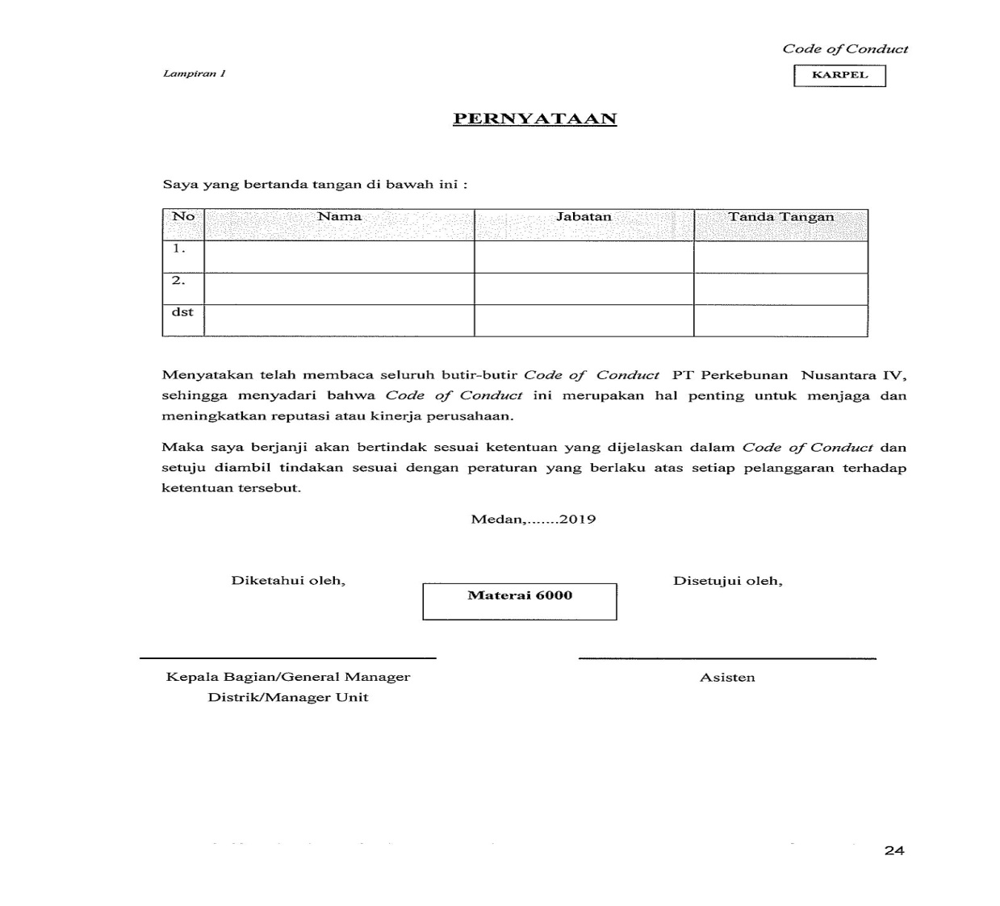 Code of Conduct
Lampiran 1
KARPEL
PERNYATAAN
Saya yang bertanda tangan di bawah ini :
No Nama Jabatan Tanda Tangan
1.
2.
dst
Menyatakan telah membaca seluruh butir-butir Code of Conduct PT Perkebunan Nusantara IV,
sehingga menyadari bahwa Code of Conduct ini merupakan hal penting untuk menjaga dan
meningkatkan reputasi atau kinerja perusahaan.
Maka saya berjanji akan bertindak sesuai ketentuan yang dijelaskan dalam Code of Conduct dan
setuju diambil tindakan sesuai dengan peraturan yang berlaku atas setiap pelanggaran terhadap
ketentuan tersebut.
Medan,.......2019
Diketahui oleh, Disetujui oleh,
Materai 6000
Kepala Bagian/General Manager Asisten
Distrik/Manager Unit
24